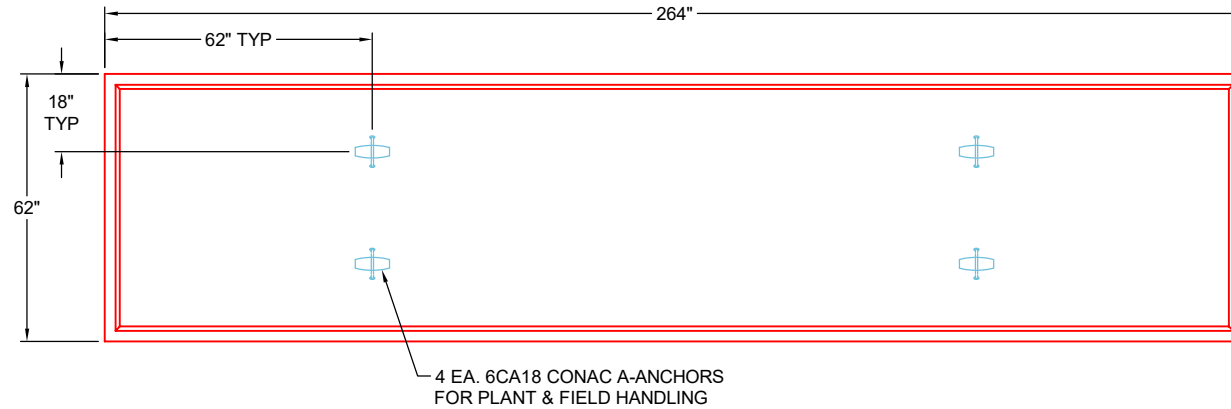 264"
62" TYP
18"
TYP
62"
4 EA. 6CA18 CONAC A-ANCHORS
FOR PLANT & FIELD HANDLING